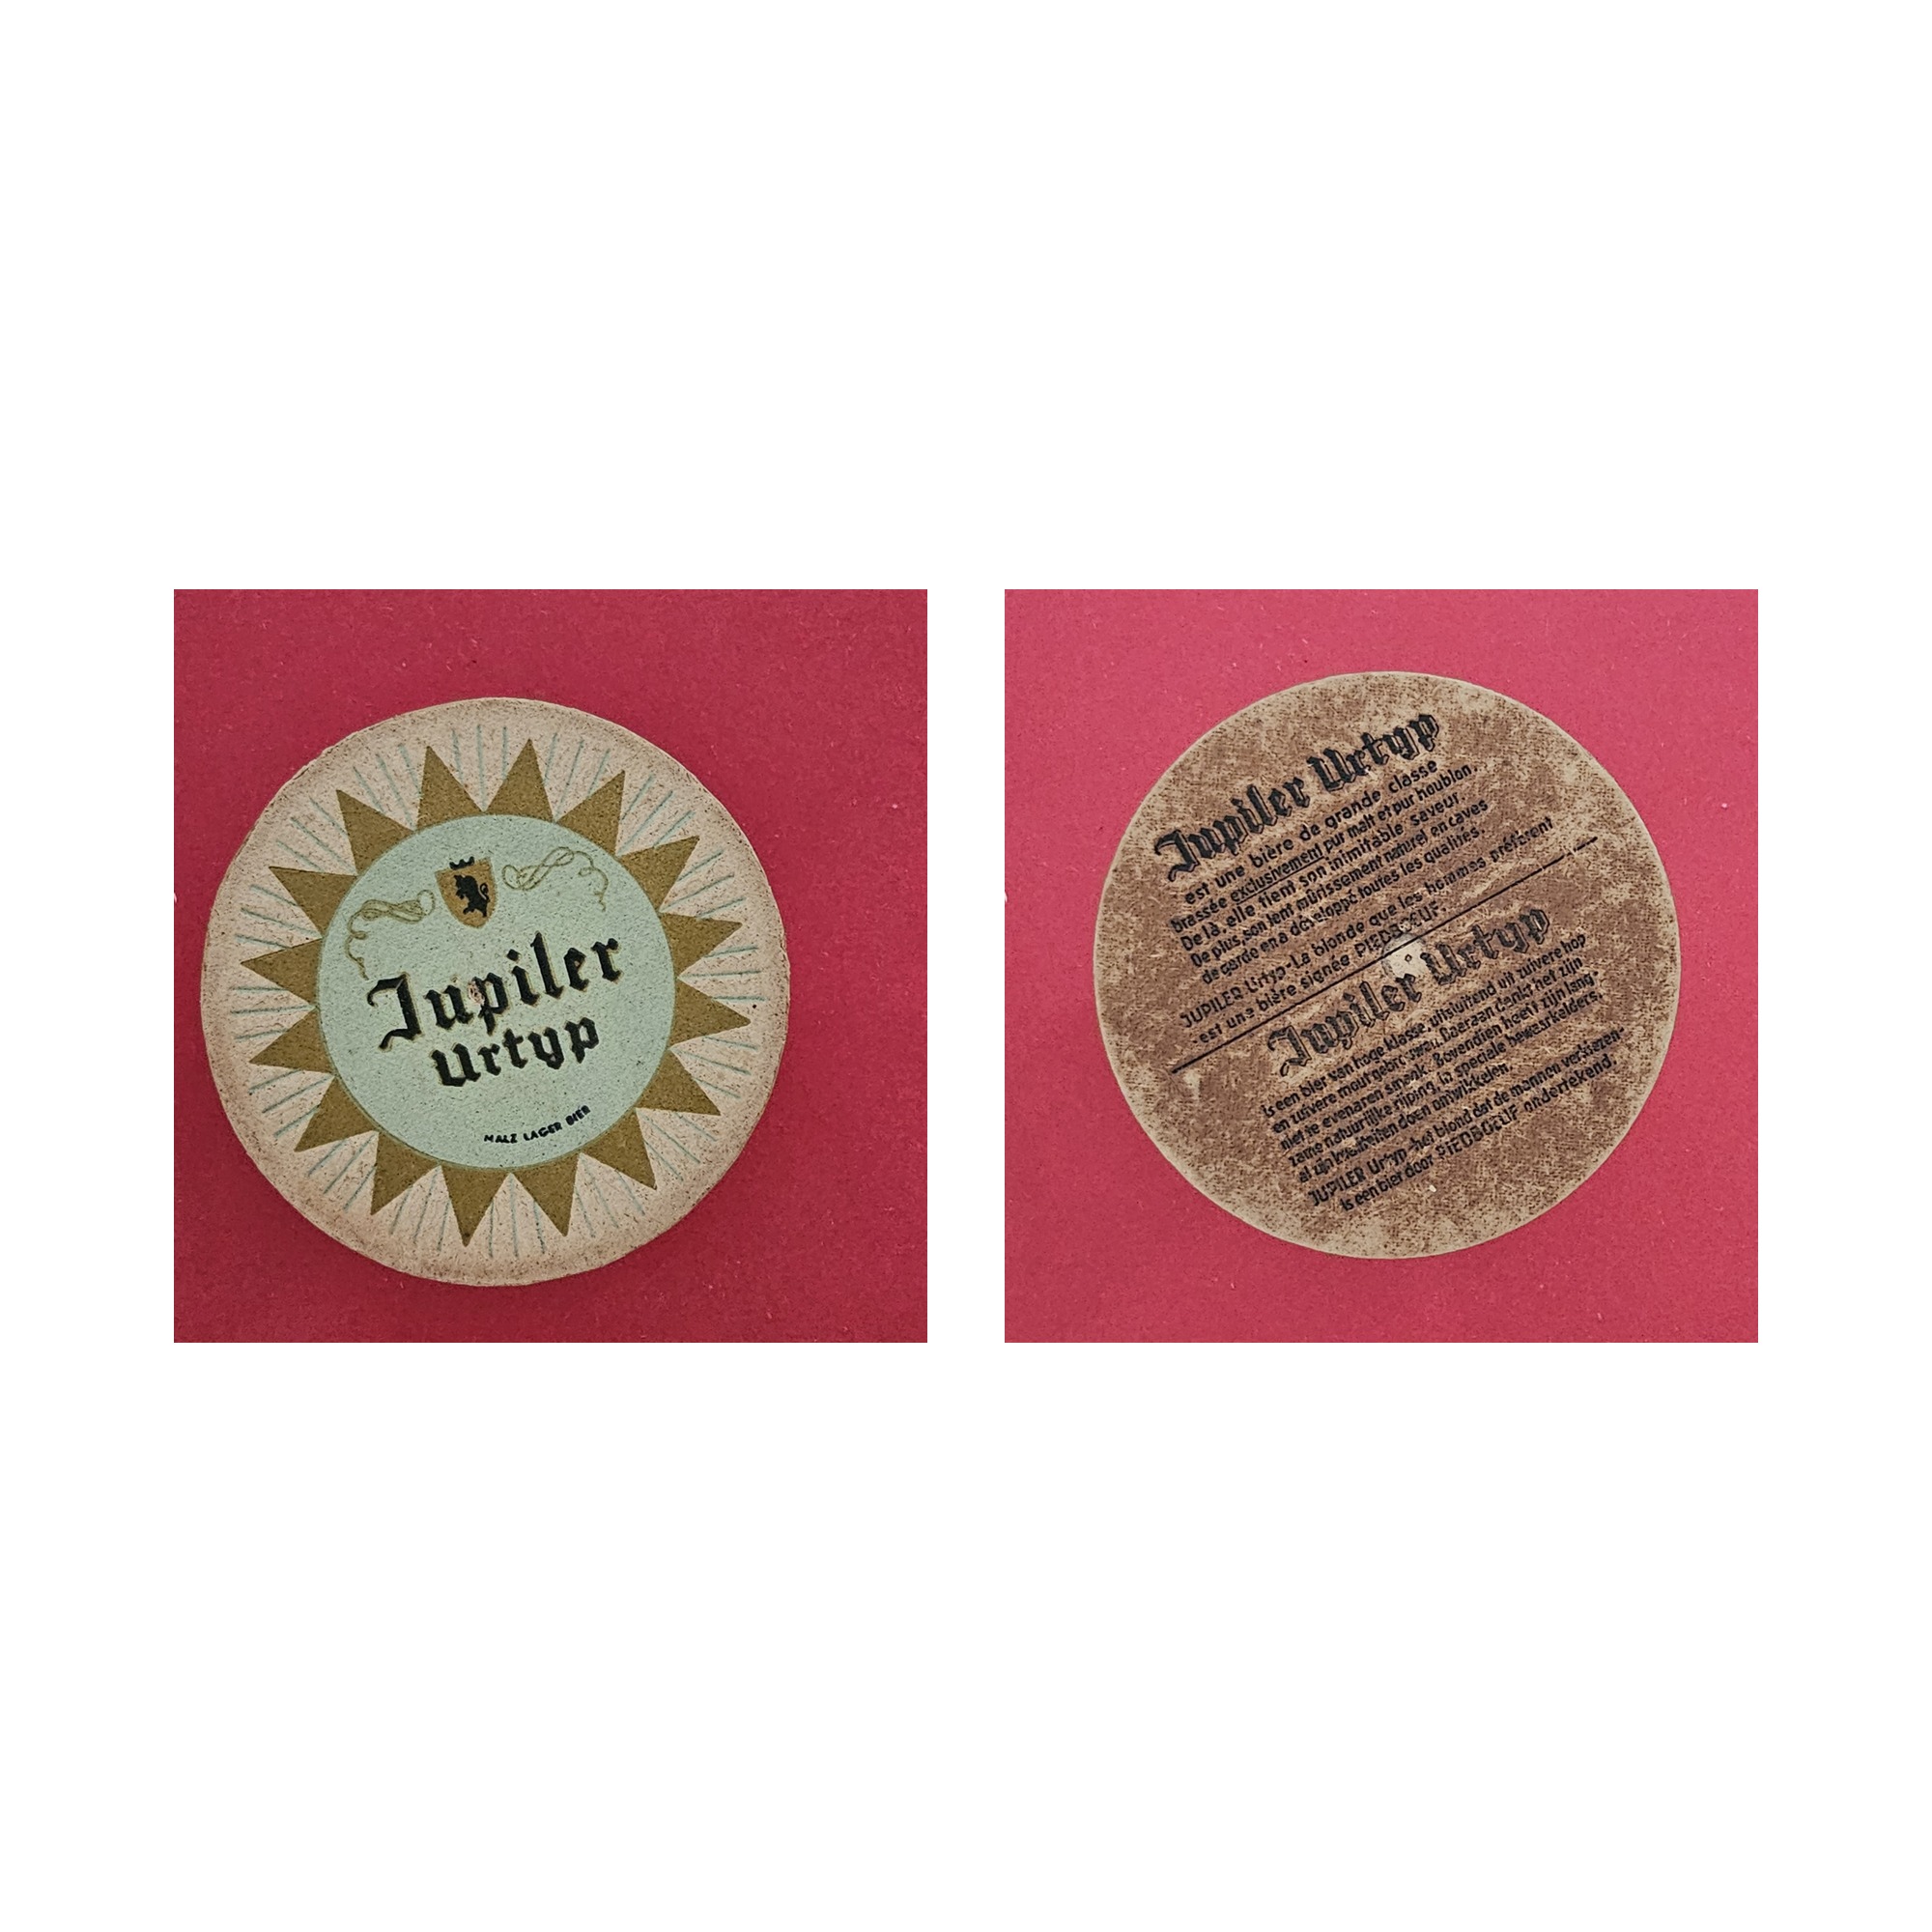 Jupiler
Urtyp
MALZ LAGER BIER
Jupiler Urtyp
est une bière de grande classe
brassée exclusivement pur malt et pur houblon.
De là, elle tient son inimitable saveur.
De plus, son lent mûrissement naturel en caves
de garde en a développé toutes les qualités.
JUPILER Urtyp-La blonde que les hommes préfèrent
-est une bière signée PIEDBŒUF.
Jupiler Urtyp
is een bier van hoge klasse, uitsluitend uit zuivere hop
en zuivere mout gebrouwen. Daaraan dankt het zijn
niet te evenaren smaak. Bovendien heeft zijn lang-
zame natuurlijke rijping in speciale bewaarkelders,
al zijn kwaliteiten doen ontwikkelen.
JUPILER Urtyp-het blond dat de mannen verkiezen-
is een bier door PIEDBŒUF ondertekend.